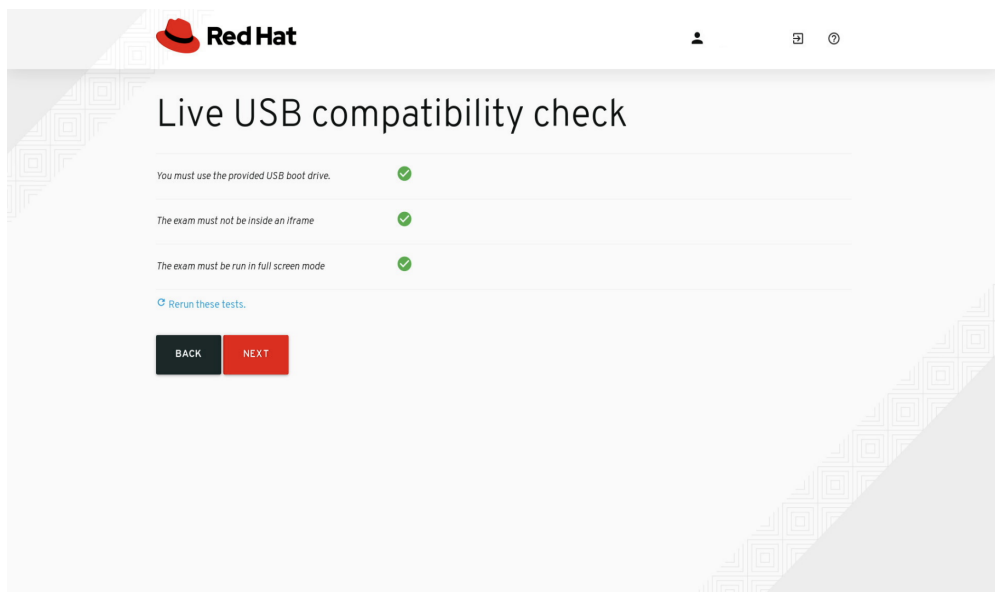 Red Hat
Live USB compatibility check
You must use the provided USB boot drive.
The exam must not be inside an iframe
The exam must be run in full screen mode
Rerun these tests.
BACK NEXT